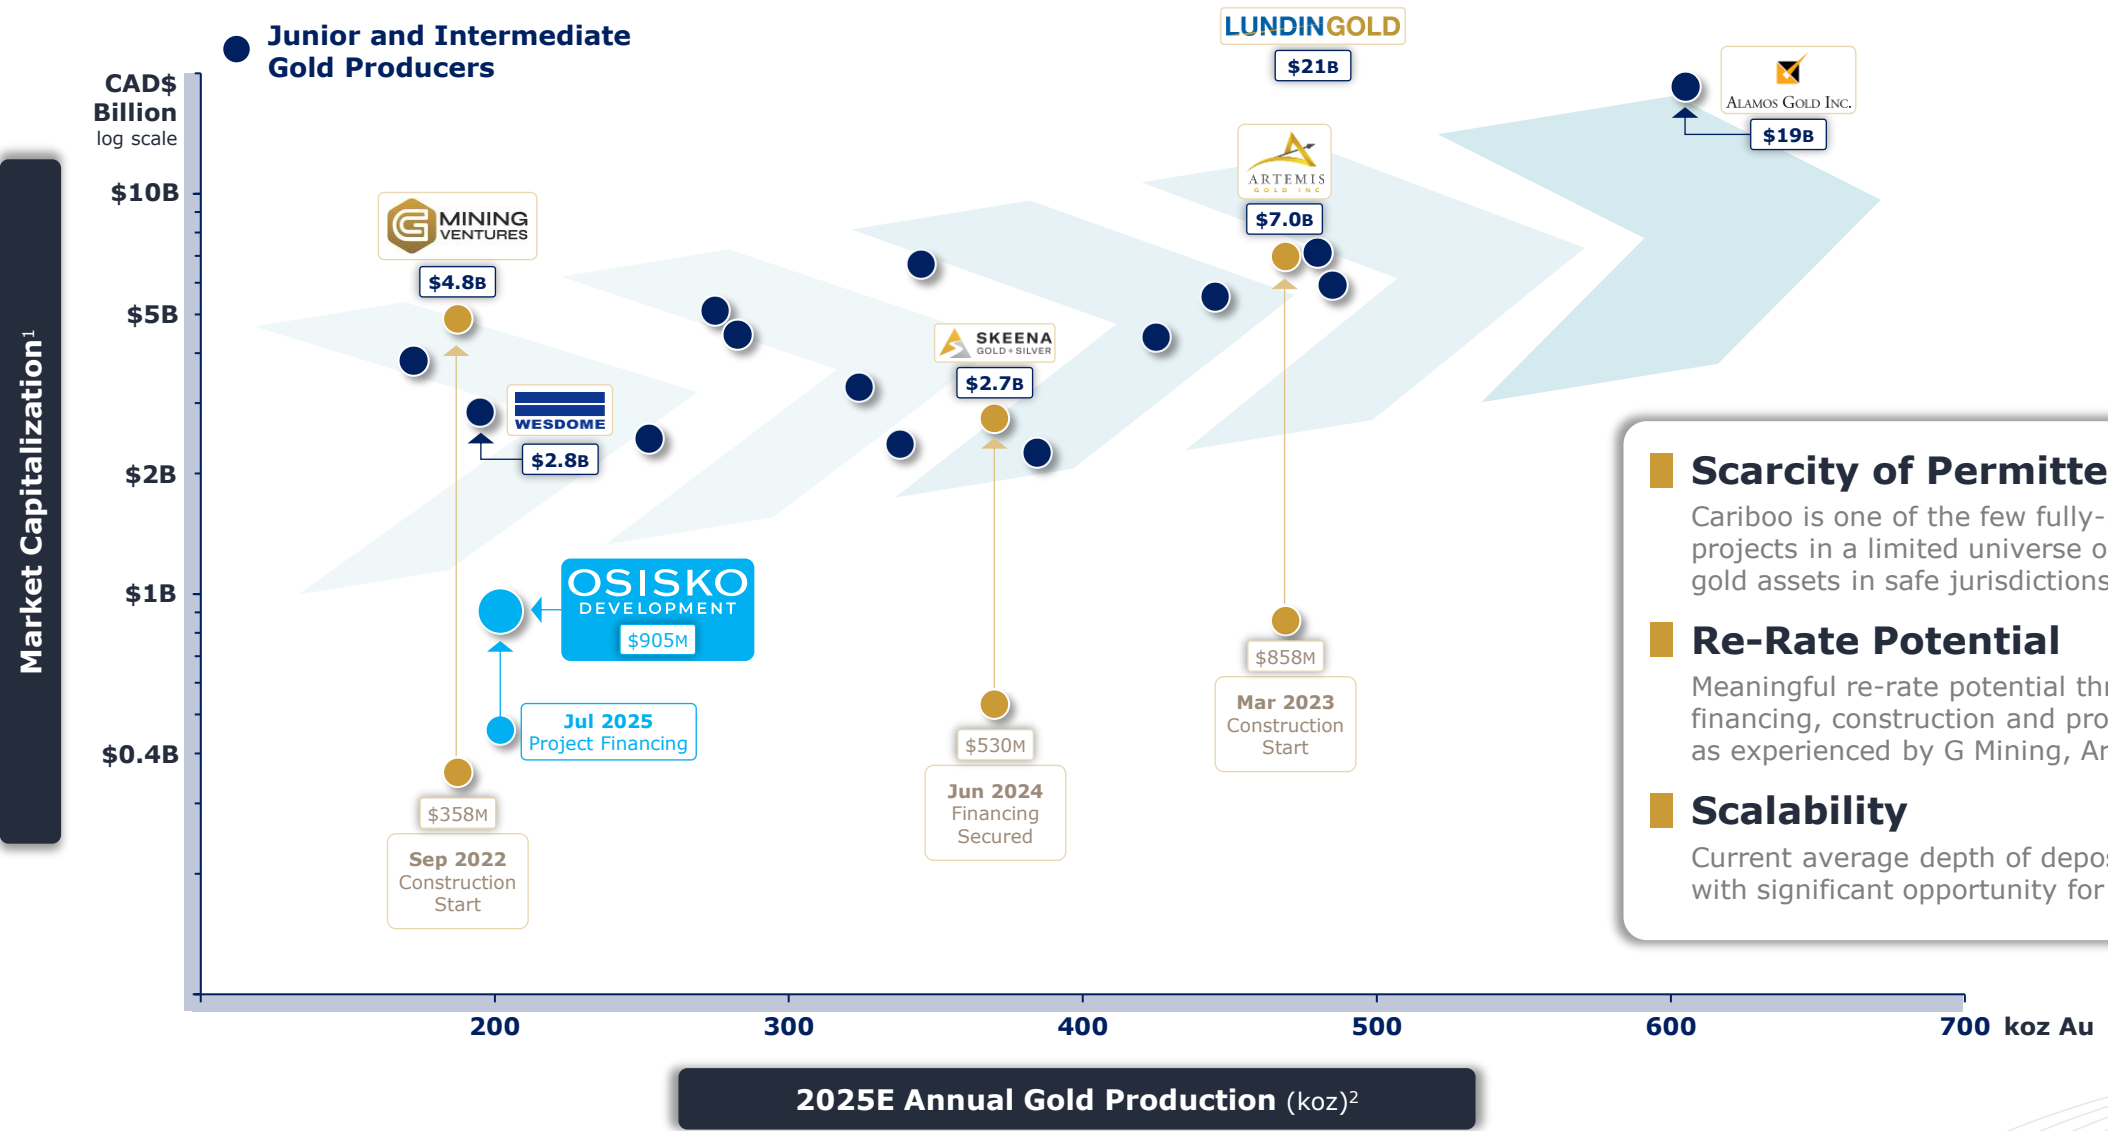 Junior and Intermediate
Gold Producers
CAD$
Billion
log scale
$10B
$5B
$2B
$1B
$0.4B
Market Capitalization1
LUNDINGOLD
$21B
ALAMOS GOLD INC.
$19B
ARTEMIS
GOLD INC
$7.0B
G MINING
VENTURES
$4.8B
SKEENA
GOLD+SILVER
$2.7B
WESDOME
$2.8B
OSISKO
DEVELOPMENT
$905M
Jul 2025
Project Financing
$358M
Sep 2022
Construction
Start
$530M
Jun 2024
Financing
Secured
$858M
Mar 2023
Construction
Start
Scarcity of Permitte
Cariboo is one of the few fully-
projects in a limited universe o
gold assets in safe jurisdictions
Re-Rate Potential
Meaningful re-rate potential thr
financing, construction and pro
as experienced by G Mining, Ar
Scalability
Current average depth of depos
with significant opportunity for
200
300
400
500
600
700 koz Au
2025E Annual Gold Production (koz)2